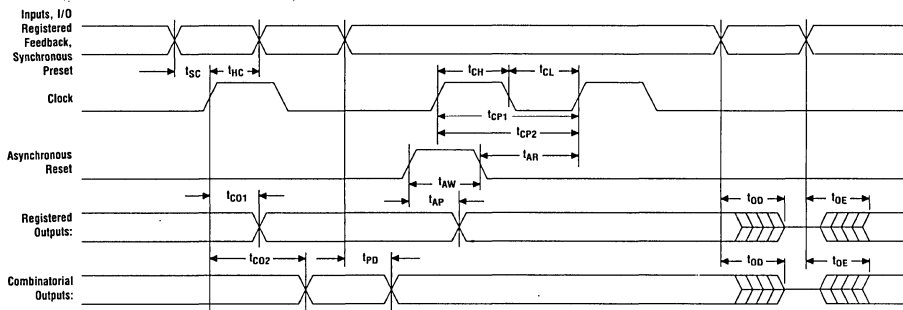 Inputs, I/O
Registered
Feedback,
Synchronous
Preset
tSC
tHC
tCH
tCL
Clock
tCP1
tCP2
Asynchronous
Reset
tAR
tAW
tAP
tCO1
Registered
Outputs:
tOD
tOE
tCO2
tPD
Combinatorial
Outputs:
tOD
tOE